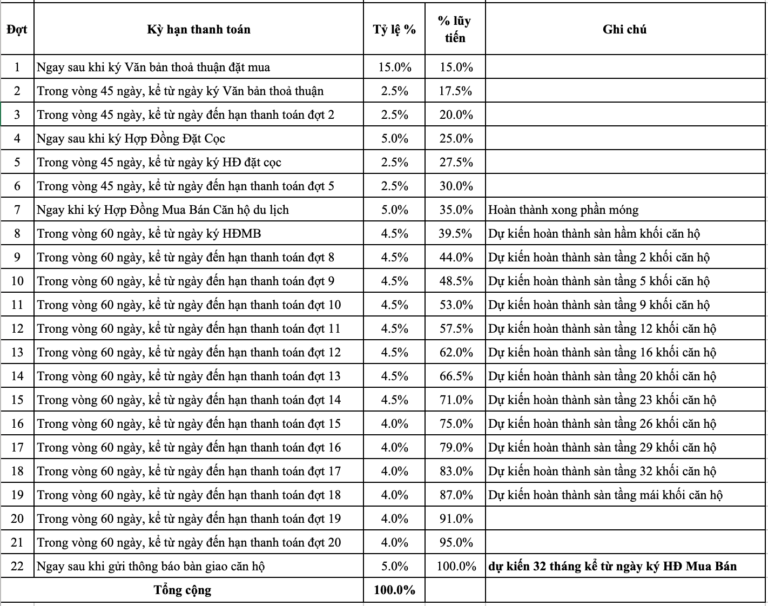 Đợt Kỳ hạn thanh toán Tỷ lệ % % lũy tiến Ghi chú
1 Ngay sau khi ký Văn bản thoả thuận đặt mua 15.0% 15.0%
2 Trong vòng 45 ngày, kể từ ngày ký Văn bản thoả thuận 2.5% 17.5%
3 Trong vòng 45 ngày, kể từ ngày đến hạn thanh toán đợt 2 2.5% 20.0%
4 Ngay sau khi ký Hợp Đồng Đặt Cọc 5.0% 25.0%
5 Trong vòng 45 ngày, kể từ ngày ký HĐ đặt cọc 2.5% 27.5%
6 Trong vòng 45 ngày, kể từ ngày đến hạn thanh toán đợt 5 2.5% 30.0%
7 Ngay khi ký Hợp Đồng Mua Bán Căn hộ du lịch 5.0% 35.0% Hoàn thành xong phần móng
8 Trong vòng 60 ngày, kể từ ngày ký HĐMB 4.5% 39.5% Dự kiến hoàn thành sàn hầm khối căn hộ
9 Trong vòng 60 ngày, kể từ ngày đến hạn thanh toán đợt 8 4.5% 44.0% Dự kiến hoàn thành sàn tầng 2 khối căn hộ
10 Trong vòng 60 ngày, kể từ ngày đến hạn thanh toán đợt 9 4.5% 48.5% Dự kiến hoàn thành sàn tầng 5 khối căn hộ
11 Trong vòng 60 ngày, kể từ ngày đến hạn thanh toán đợt 10 4.5% 53.0% Dự kiến hoàn thành sàn tầng 9 khối căn hộ
12 Trong vòng 60 ngày, kể từ ngày đến hạn thanh toán đợt 11 4.5% 57.5% Dự kiến hoàn thành sàn tầng 12 khối căn hộ
13 Trong vòng 60 ngày, kể từ ngày đến hạn thanh toán đợt 12 4.5% 62.0% Dự kiến hoàn thành sàn tầng 16 khối căn hộ
14 Trong vòng 60 ngày, kể từ ngày đến hạn thanh toán đợt 13 4.5% 66.5% Dự kiến hoàn thành sàn tầng 20 khối căn hộ
15 Trong vòng 60 ngày, kể từ ngày đến hạn thanh toán đợt 14 4.5% 71.0% Dự kiến hoàn thành sàn tầng 23 khối căn hộ
16 Trong vòng 60 ngày, kể từ ngày đến hạn thanh toán đợt 15 4.0% 75.0% Dự kiến hoàn thành sàn tầng 26 khối căn hộ
17 Trong vòng 60 ngày, kể từ ngày đến hạn thanh toán đợt 16 4.0% 79.0% Dự kiến hoàn thành sàn tầng 29 khối căn hộ
18 Trong vòng 60 ngày, kể từ ngày đến hạn thanh toán đợt 17 4.0% 83.0% Dự kiến hoàn thành sàn tầng 32 khối căn hộ
19 Trong vòng 60 ngày, kể từ ngày đến hạn thanh toán đợt 18 4.0% 87.0% Dự kiến hoàn thành sàn tầng mái khối căn hộ
20 Trong vòng 60 ngày, kể từ ngày đến hạn thanh toán đợt 19 4.0% 91.0%
21 Trong vòng 60 ngày, kể từ ngày đến hạn thanh toán đợt 20 4.0% 95.0%
22 Ngay sau khi gửi thông báo bàn giao căn hộ 5.0% 100.0% dự kiến 32 tháng kể từ ngày ký HĐ Mua Bán
Tổng cộng 100.0%